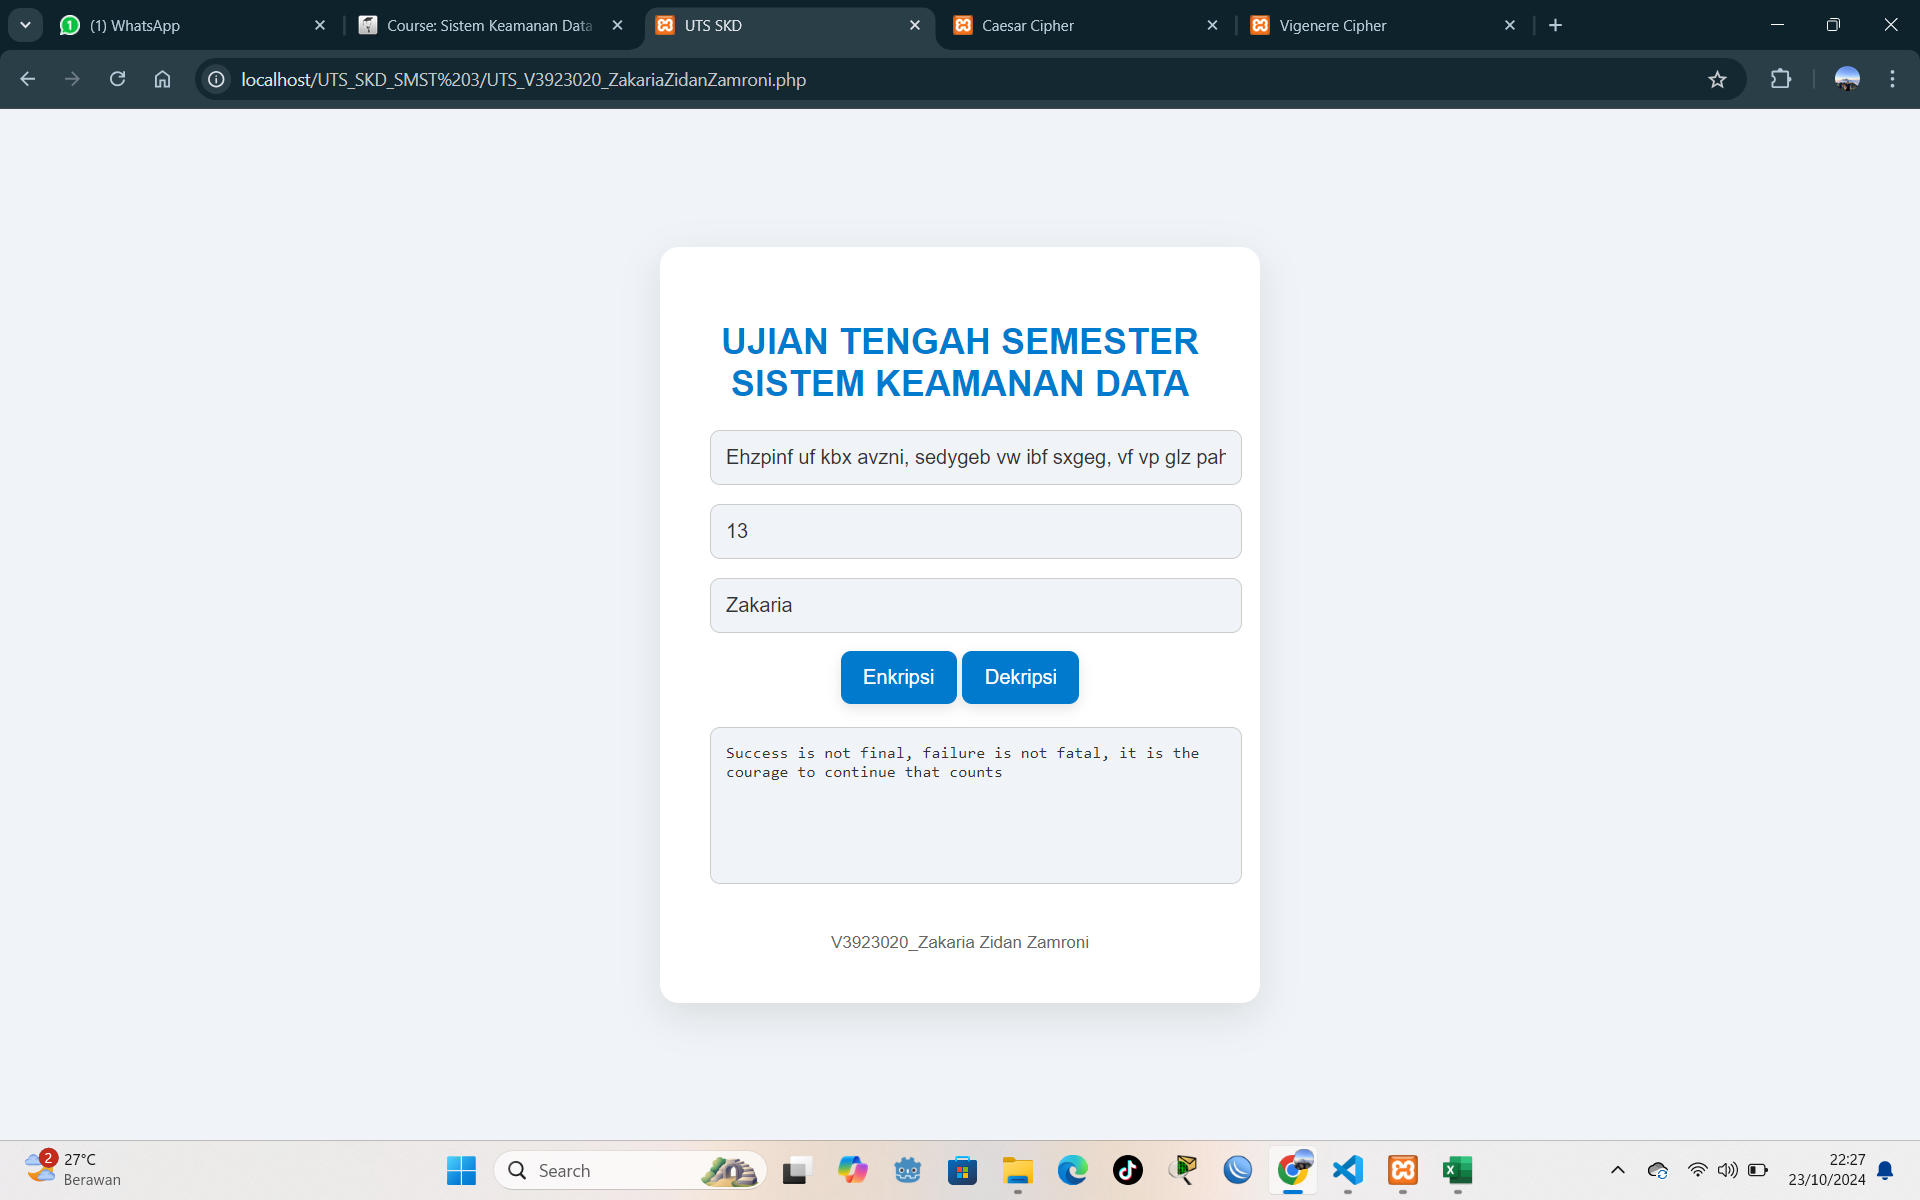 (1) WhatsApp
Course: Sistem Keamanan Data
UTS SKD
Caesar Cipher
Vigenere Cipher
localhost/UTS_SKD_SMST%203/UTS_V3923020_ZakariaZidanZamroni.php
UJIAN TENGAH SEMESTER
SISTEM KEAMANAN DATA
Ehzpinf uf kbx avzni, sedygeb vw ibf sxgeg, vf vp glz pah
13
Zakaria
Enkripsi Dekripsi
Success is not final, failure is not fatal, it is the
courage to continue that counts
V3923020_Zakaria Zidan Zamroni
2
27°C
Berawan
Search
22:27
23/10/2024